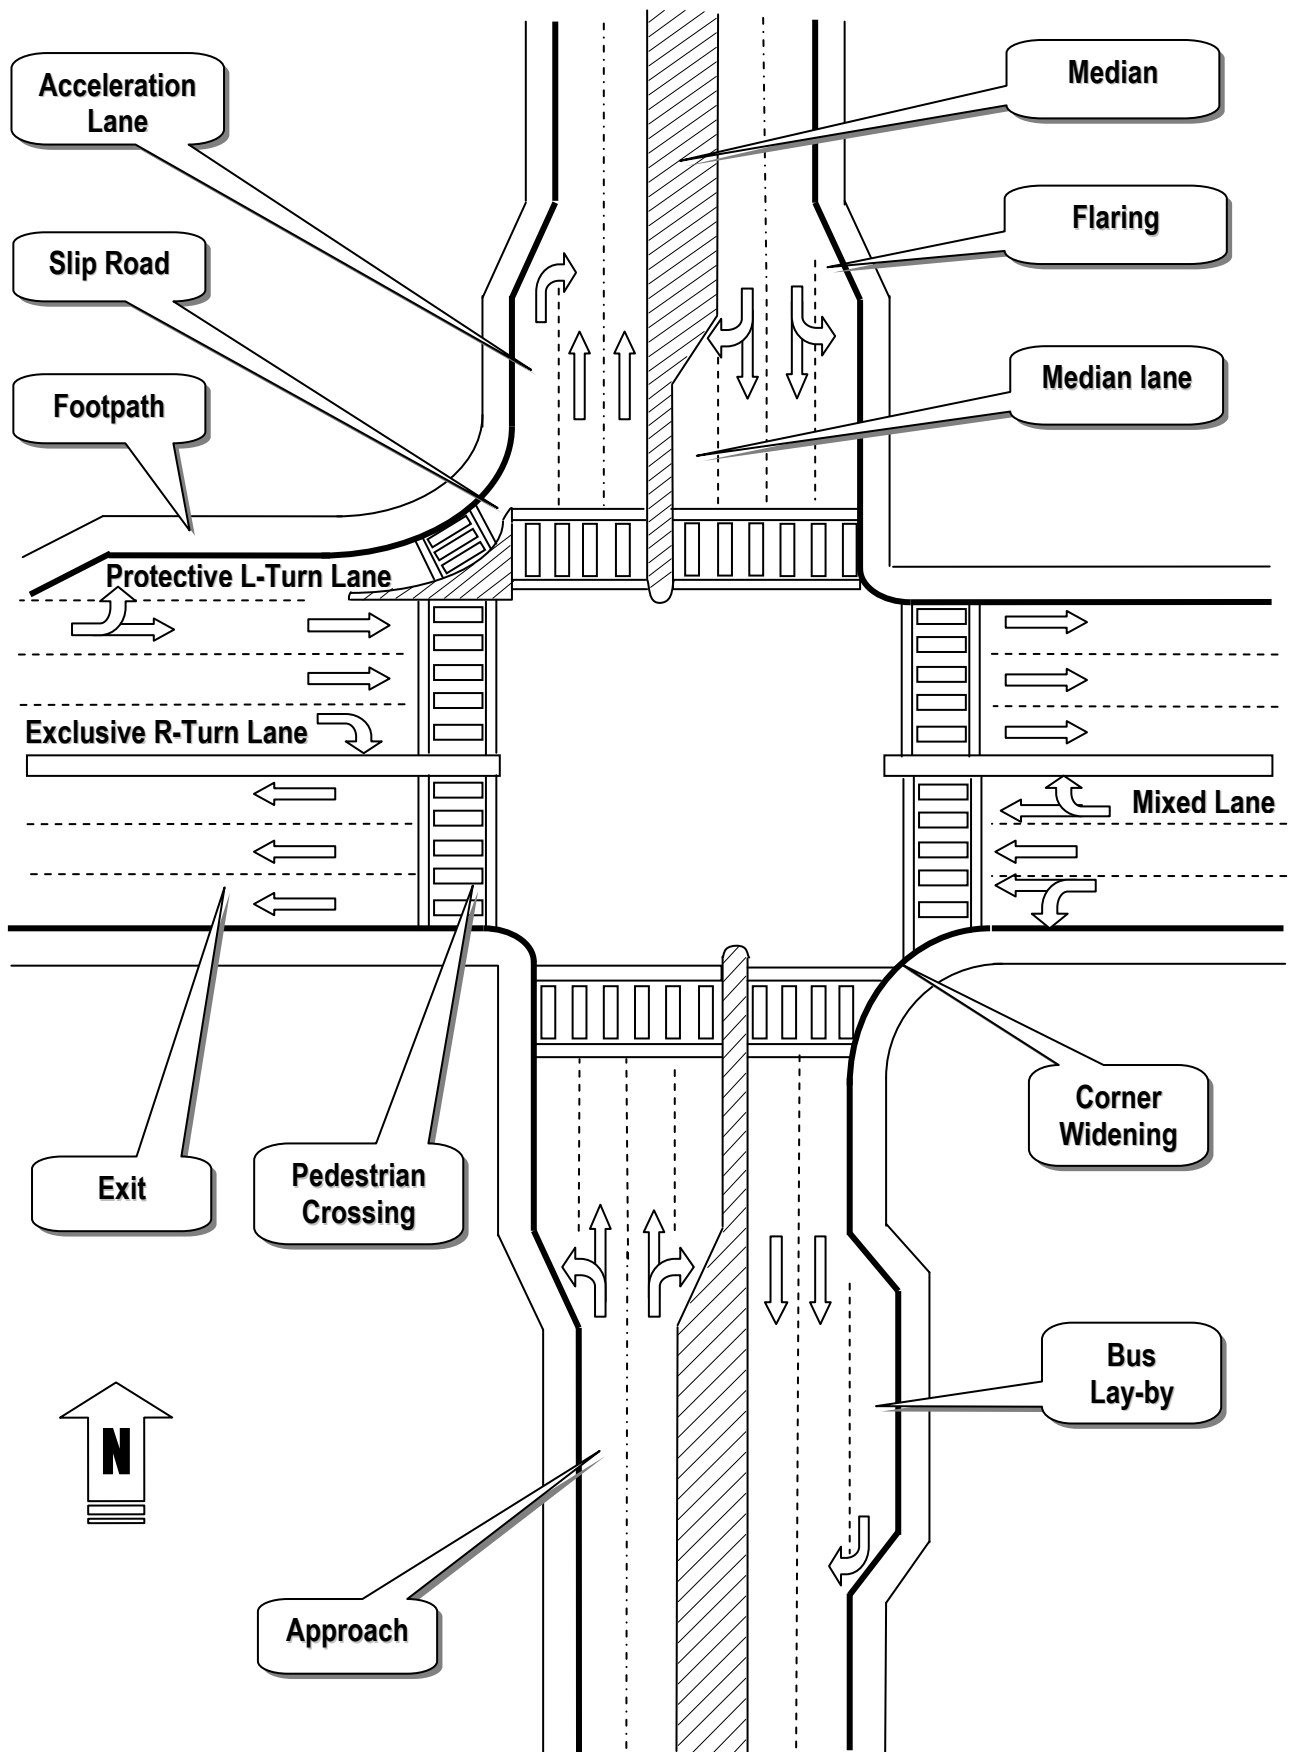 Acceleration
Lane
Median
Flaring
Slip Road
Median lane
Footpath
Protective L-Turn Lane
Exclusive R-Turn Lane
Mixed Lane
Corner
Widening
Exit
Pedestrian
Crossing
Bus
Lay-by
N
Approach